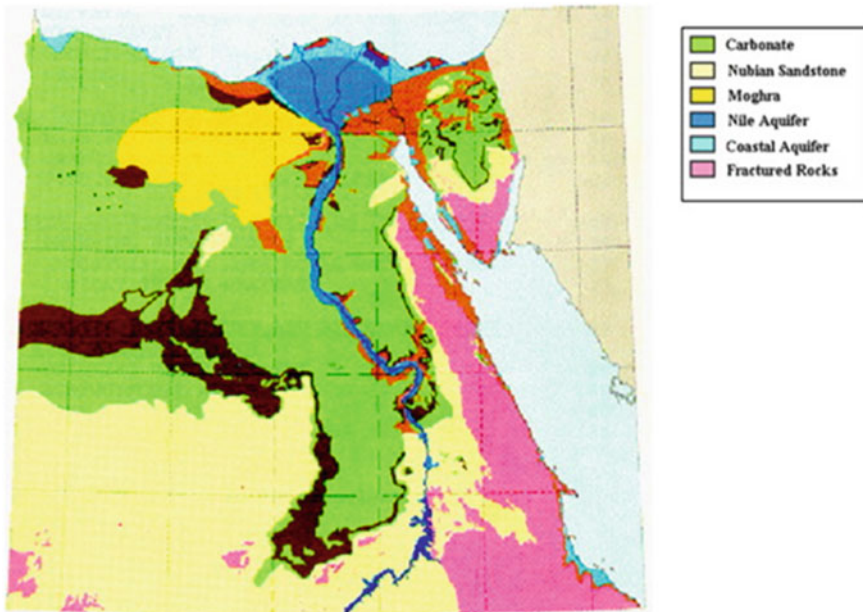 Carbonate
Nubian Sandstone
Moghra
Nile Aquifer
Coastal Aquifer
Fractured Rocks